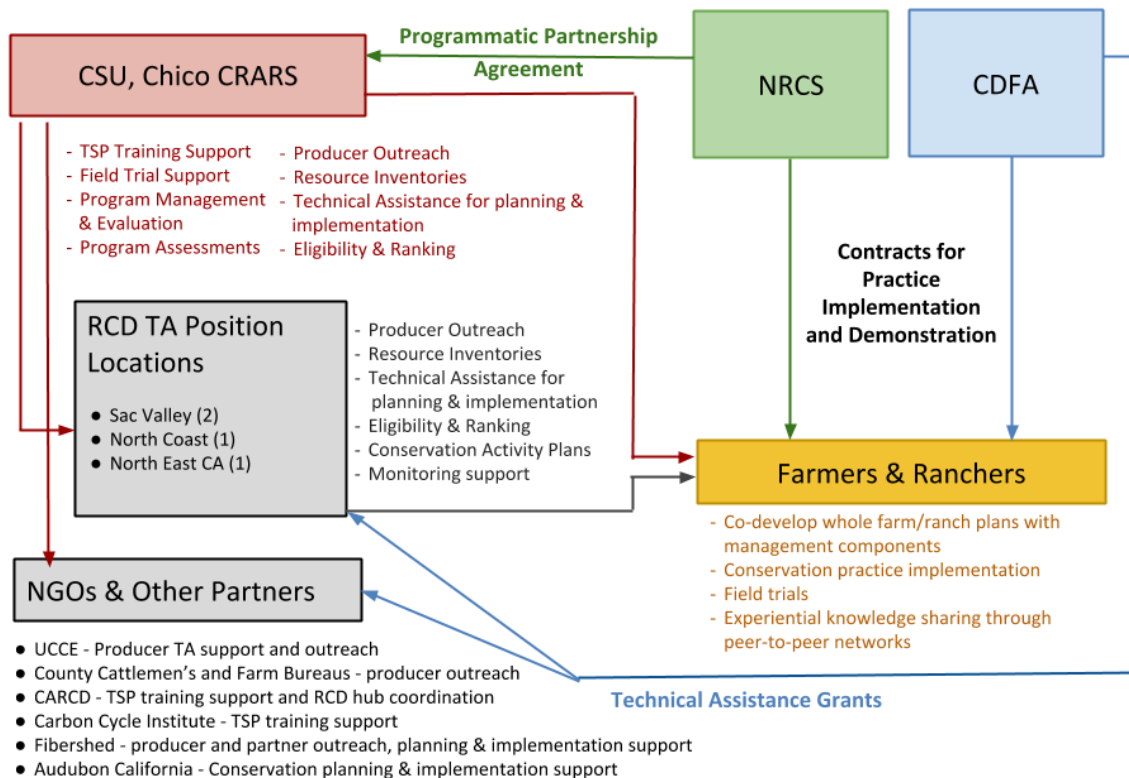 CSU, Chico CRARS
Programmatic Partnership
Agreement
NRCS
CDFA
- TSP Training Support
- Field Trial Support
- Program Management
& Evaluation
- Program Assessments
- Producer Outreach
- Resource Inventories
- Technical Assistance for planning &
implementation
- Eligibility & Ranking
Contracts for
Practice
Implementation
and Demonstration
RCD TA Position
Locations
● Sac Valley (2)
● North Coast (1)
● North East CA (1)
- Producer Outreach
- Resource Inventories
- Technical Assistance for
planning & implementation
- Eligibility & Ranking
- Conservation Activity Plans
- Monitoring support
Farmers & Ranchers
- Co-develop whole farm/ranch plans with
management components
- Conservation practice implementation
- Field trials
- Experiential knowledge sharing through
peer-to-peer networks
NGOs & Other Partners
● UCCE - Producer TA support and outreach
● County Cattlemen's and Farm Bureaus - producer outreach
● CARCD - TSP training support and RCD hub coordination
● Carbon Cycle Institute - TSP training support
● Fibershed - producer and partner outreach, planning & implementation support
● Audubon California - Conservation planning & implementation support
Technical Assistance Grants